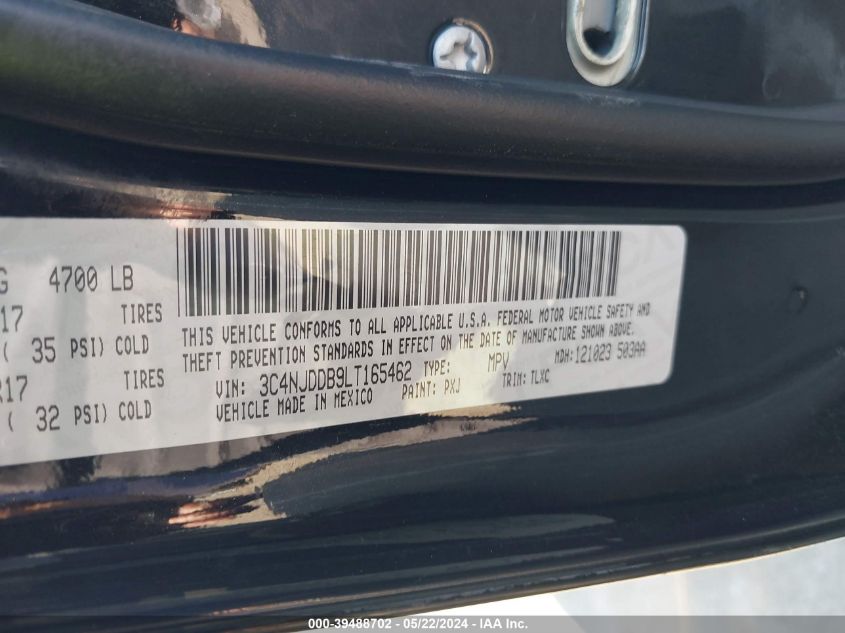 G 4700 LB
17 TIRES
( 35 PSI) COLD
R17 TIRES
( 32 PSI) COLD
THIS VEHICLE CONFORMS TO ALL APPLICABLE U.S.A. FEDERAL MOTOR VEHICLE SAFETY AND
THEFT PREVENTION STANDARDS IN EFFECT ON THE DATE OF MANUFACTURE SHOWN ABOVE.
VIN: 3C4NJDDB9LT165462 TYPE: MPV MDH:121023 503AA
VEHICLE MADE IN MEXICO PAINT: PXJ TRIM: TLXC
000-39488702 - 05/22/2024 - IAAI Inc.